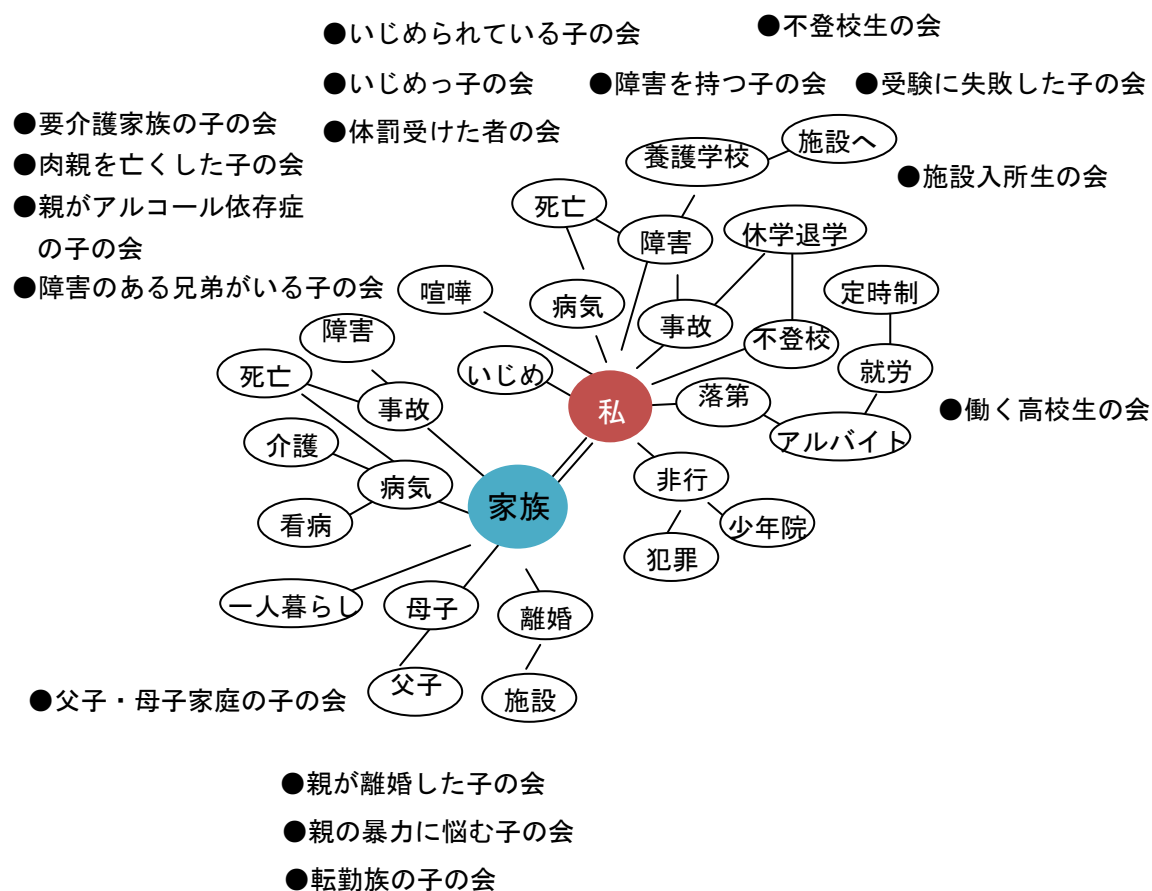 ●いじめられている子の会
●不登校生の会
●いじめっ子の会
●障害を持つ子の会
●受験に失敗した子の会
●要介護家族の子の会
●体罰受けた者の会
●肉親を亡くした子の会
●親がアルコール依存症
の子の会
●障害のある兄弟がいる子の会
養護学校
施設へ
●施設入所生の会
死亡
障害
休学退学
喧嘩
病気
事故
不登校
定時制
就労
いじめ
私
落第
アルバイト
●働く高校生の会
障害
死亡
事故
介護
病気
看病
家族
非行
少年院
犯罪
一人暮らし
母子
離婚
父子
施設
●父子・母子家庭の子の会
●親が離婚した子の会
●親の暴力に悩む子の会
●転勤族の子の会